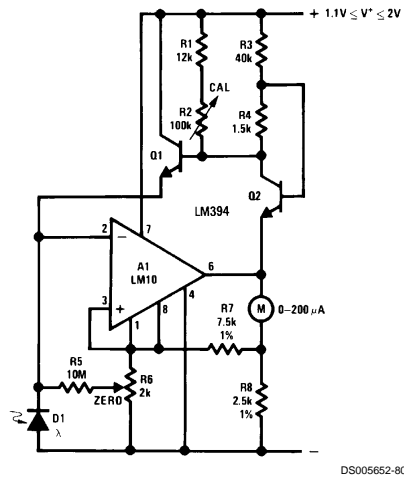 + 1.1V ≤ V+ ≤ 2V
R1
12k
R3
40k
CAL
R2
100k
R4
1.5k
Q1
Q2
LM394
2
7
A1
LM10
6
3
4
1
8
R7
7.5k
1%
M 0–200 μA
R5
10M
R6
2k
ZERO
R8
2.5k
1%
D1
λ
DS005652-80